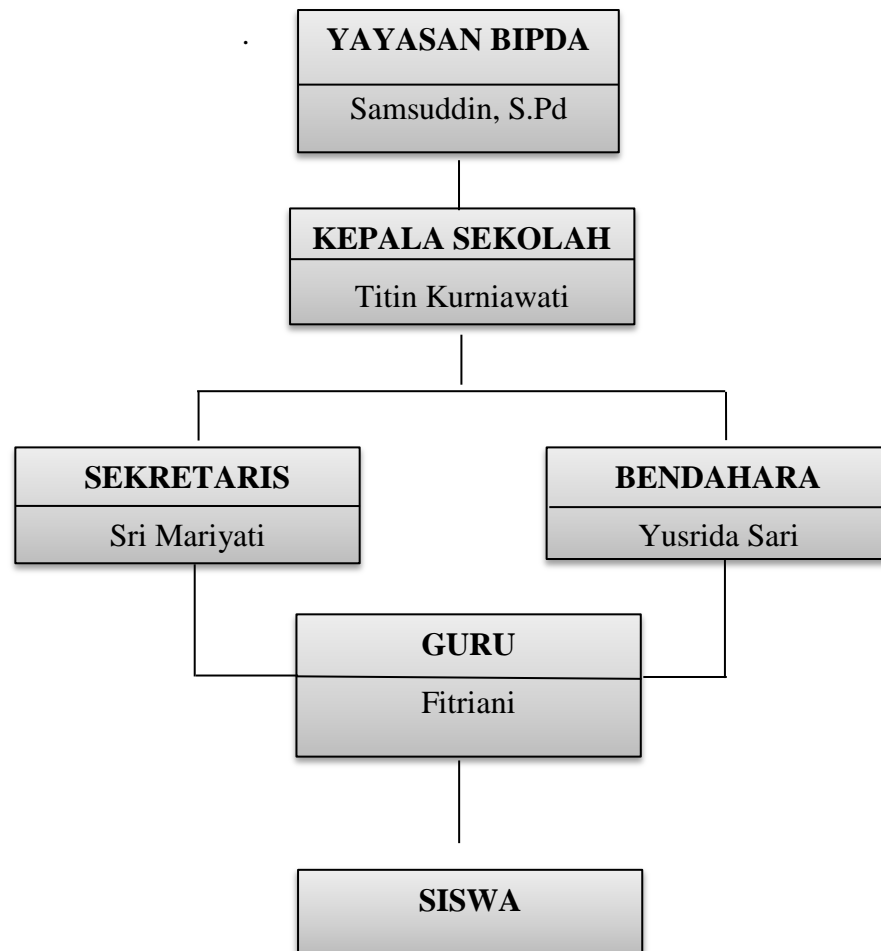 .
YAYASAN BIPDA
Samsuddin, S.Pd
KEPALA SEKOLAH
Titin Kurniawati
SEKRETARIS
Sri Mariyati
BENDAHARA
Yusrida Sari
GURU
Fitriani
SISWA